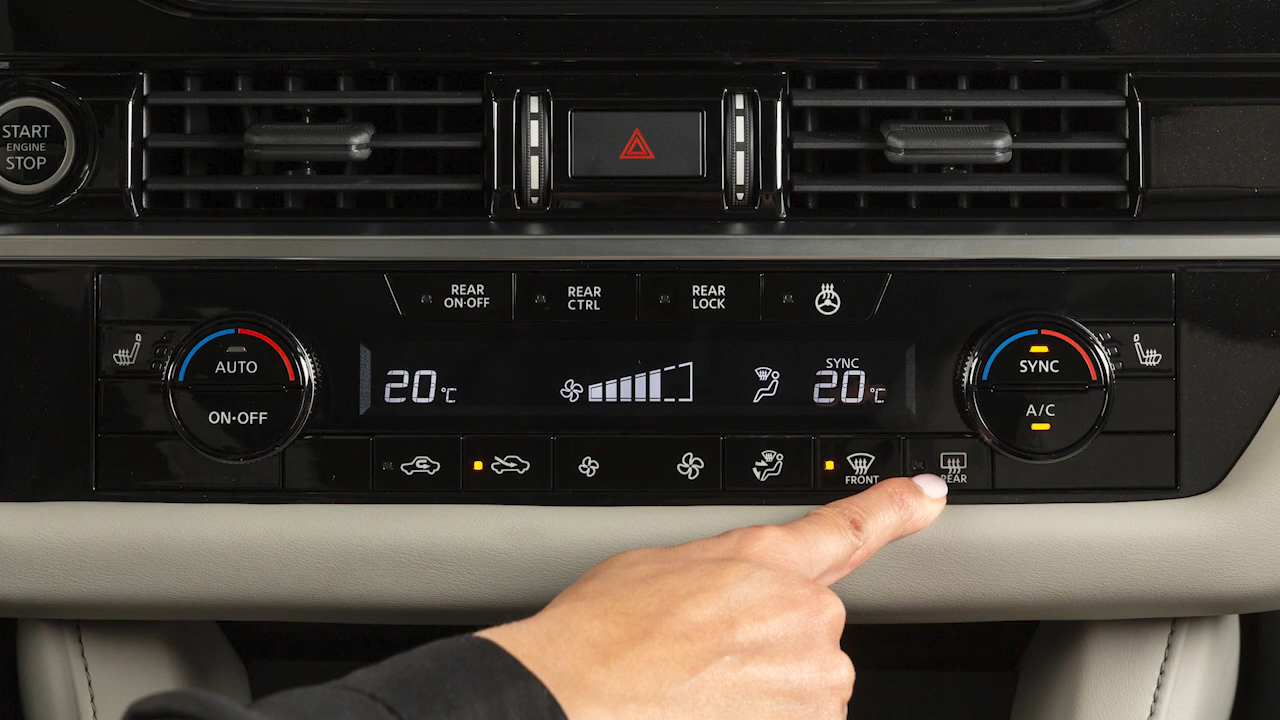 START
ENGINE
STOP
REAR
ON·OFF
REAR
CTRL
REAR
LOCK
AUTO
ON·OFF
20°C
SYNC
20°C
SYNC
A/C
FRONT
REAR